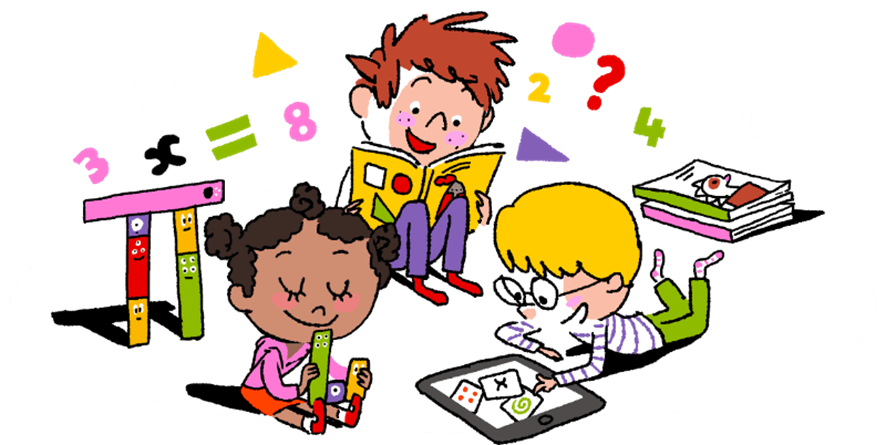 3 x = 8
2 ? 4
x